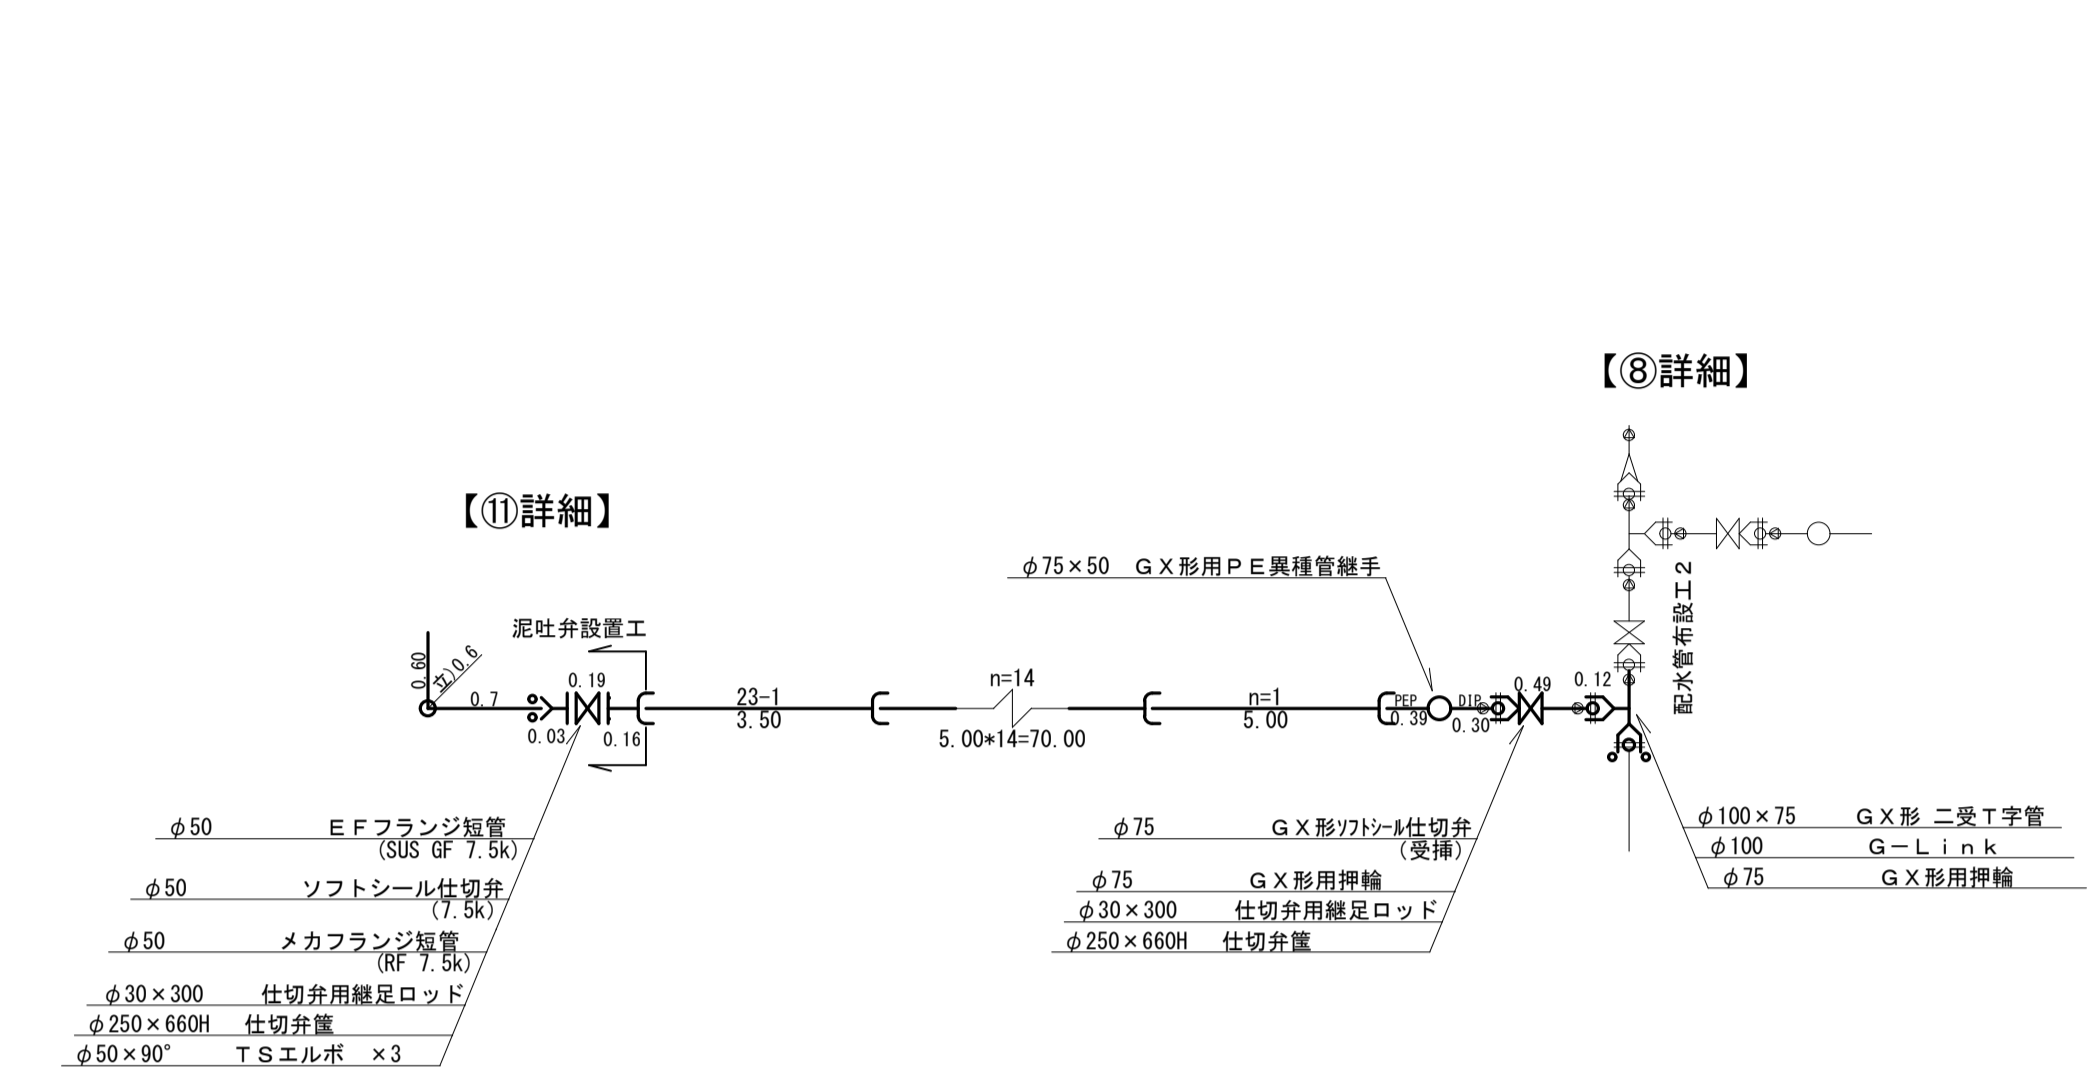 【⑧詳細】
【⑪詳細】
φ75×50 GX形用PE異種管継手
配水管布設工2
泥吐弁設置工
0.60
立)0.6
0.7
0.03
0.19
0.16
23-1
3.50
n=14
5.00*14=70.00
n=1
5.00
PEP
0.39
DIP
0.30
0.49
0.12
φ50 EFフランジ短管
(SUS GF 7.5k)
φ50 ソフトシール仕切弁
(7.5k)
φ50 メカフランジ短管
(RF 7.5k)
φ30×300 仕切弁用継足ロッド
φ250×660H 仕切弁筐
φ50×90° TSエルボ ×3
φ75 GX形ソフトシール仕切弁
(受挿)
φ75 GX形用押輪
φ30×300 仕切弁用継足ロッド
φ250×660H 仕切弁筐
φ100×75 GX形 二受T字管
φ100 G-Link
φ75 GX形用押輪